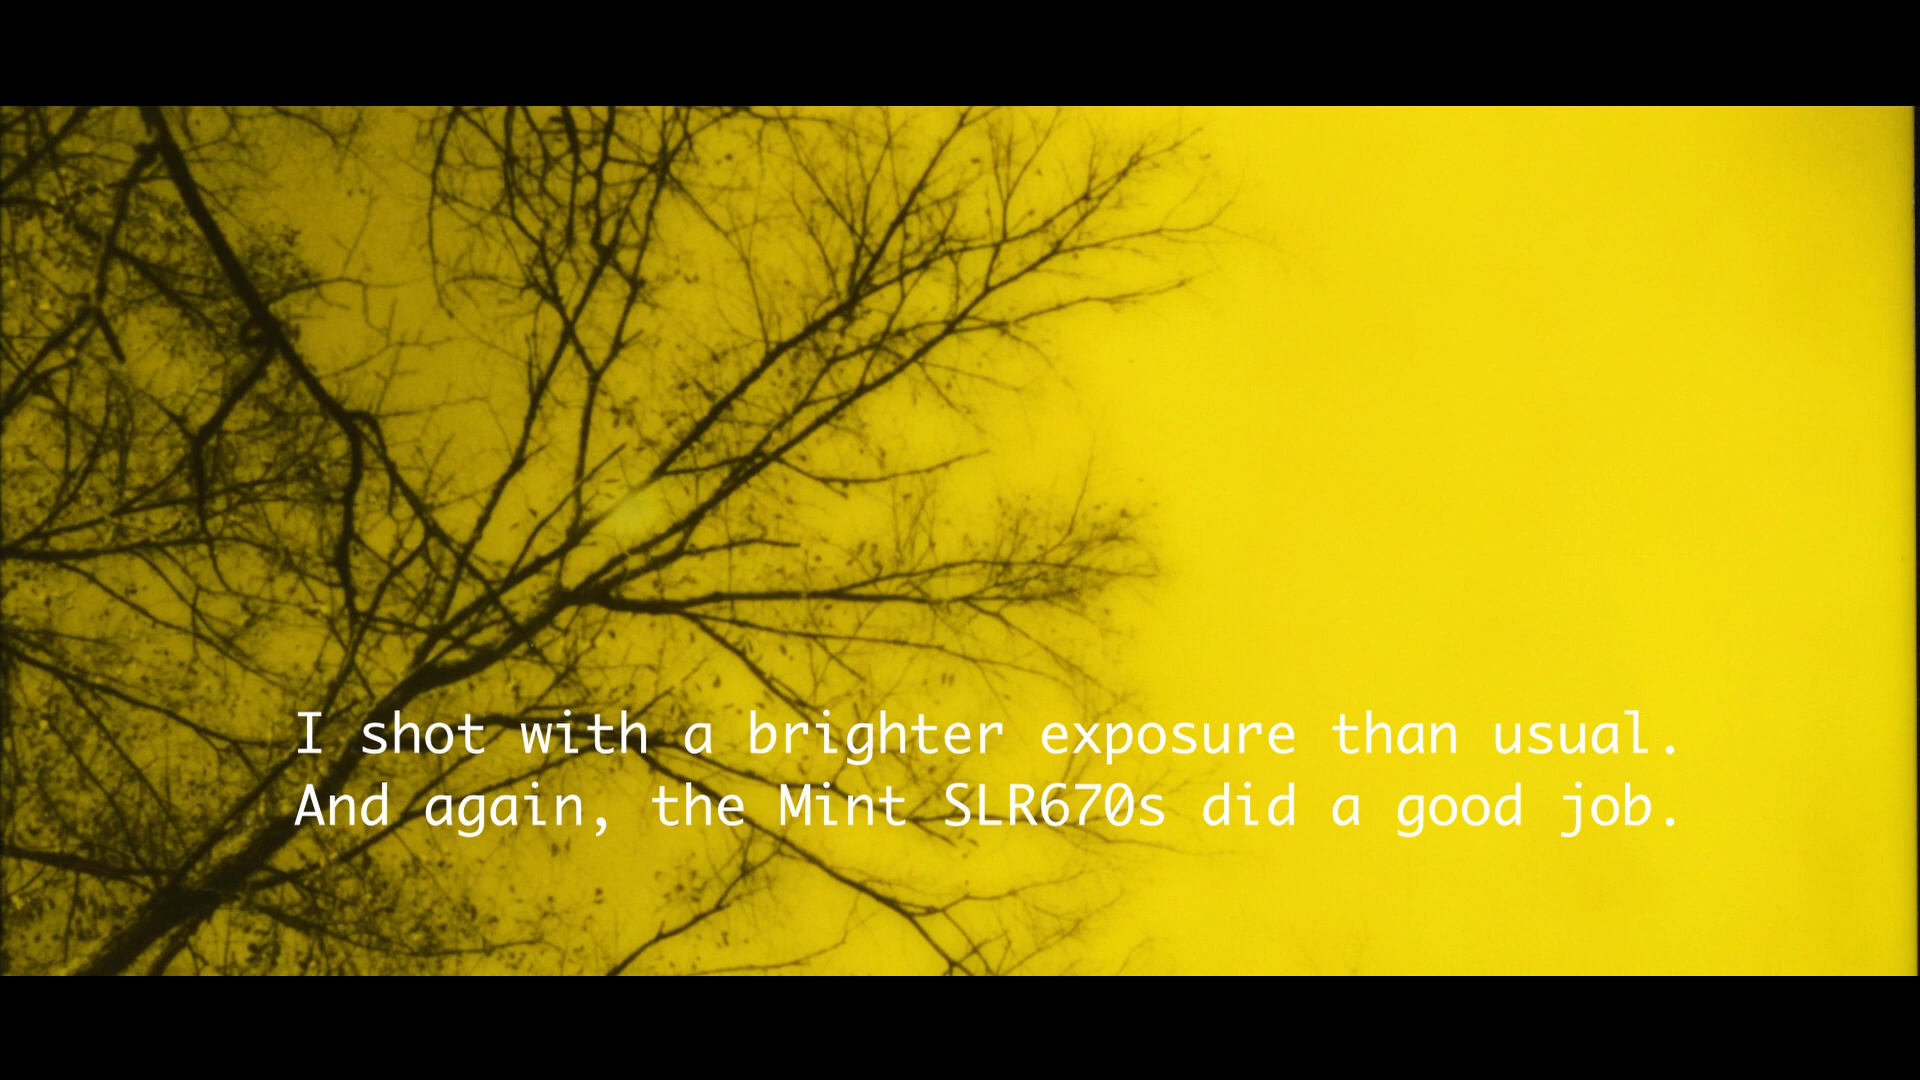 I shot with a brighter exposure than usual.
And again, the Mint SLR670s did a good job.